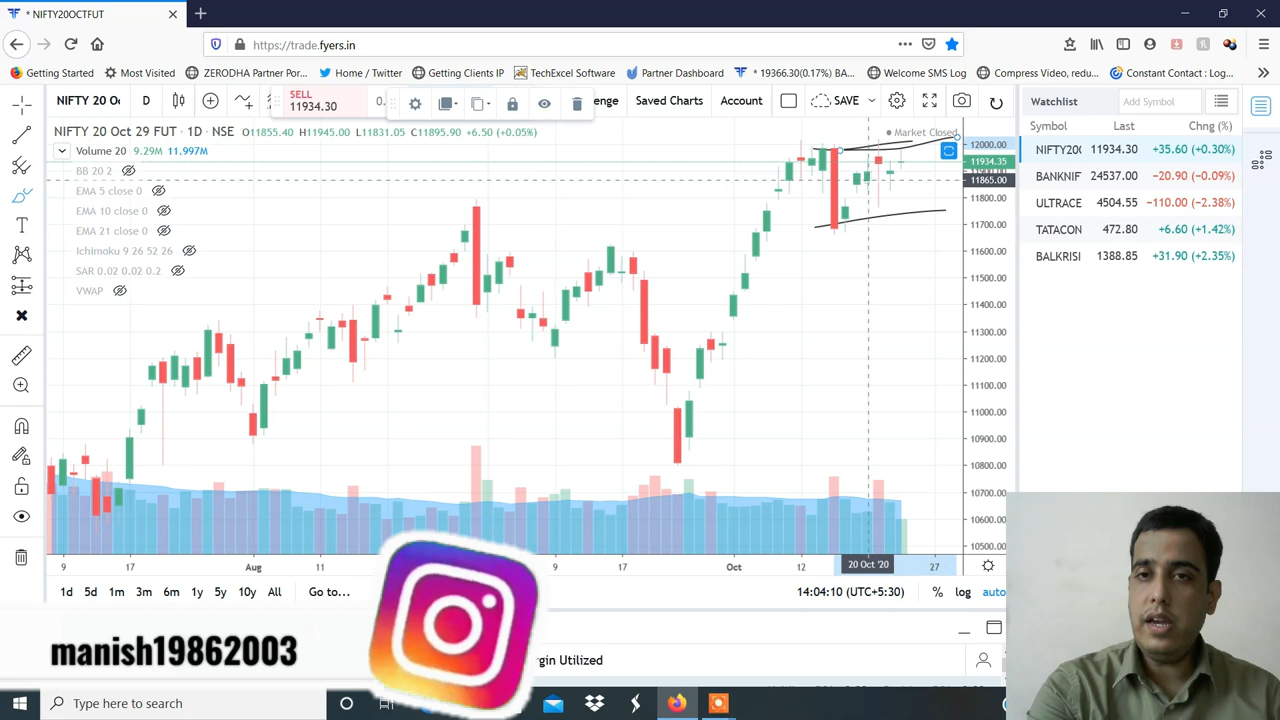 * NIFTY20OCTFUT
https://trade.fyers.in
Getting Started
Most Visited
ZERODHA Partner Por...
Home / Twitter
Getting Clients IP
TechExcel Software
Partner Dashboard
* 19366.30(0.17%) BA...
Welcome SMS Log
Compress Video, redu...
Constant Contact : Log...
NIFTY 20 Oc
D
SELL
11934.30
0.
enge
Saved Charts
Account
SAVE
NIFTY 20 Oct 29 FUT · 1D · NSE O11855.40 H11945.00 L11831.05 C11895.90 +6.50 (+0.05%)
Market Closed
Volume 20 9.29M 11.997M
BB 20 2
EMA 5 close 0
EMA 10 close 0
EMA 21 close 0
Ichimoku 9 26 52 26
SAR 0.02 0.02 0.2
VWAP
12000.00
11934.35
11865.00
11800.00
11700.00
11600.00
11500.00
11400.00
11300.00
11200.00
11100.00
11000.00
10900.00
10800.00
10700.00
10600.00
10500.00
9
17
Aug
11
9
17
Oct
12
20 Oct '20
27
1d 5d 1m 3m 6m 1y 5y 10y All Go to...
14:04:10 (UTC+5:30)
%
log
auto
Watchlist
Add Symbol
Symbol Last Chng (%)
NIFTY20( 11934.30 +35.60 (+0.30%)
BANKNIF 24537.00 −20.90 (−0.09%)
ULTRACE 4504.55 −110.00 (−2.38%)
TATACON 472.80 +6.60 (+1.42%)
BALKRISI 1388.85 +31.90 (+2.35%)
manish19862003
gin Utilized
Type here to search